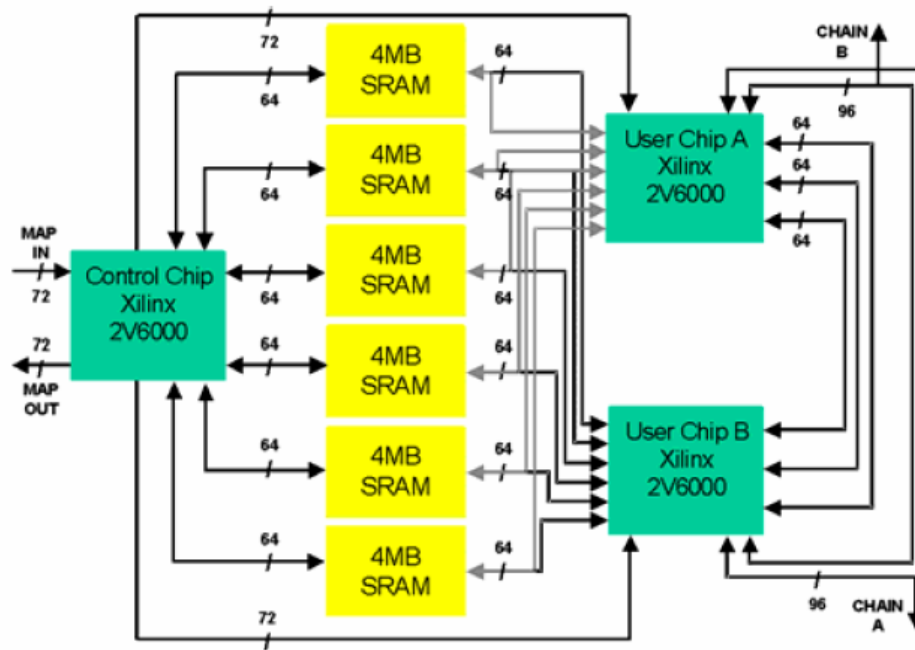 72
CHAIN
B
4MB
SRAM
64
64
96
4MB
SRAM
64
64
User Chip A
Xilinx
2V6000
64
64
64
MAP
IN
72
Control Chip
Xilinx
2V6000
4MB
SRAM
64
64
72
MAP
OUT
64
4MB
SRAM
64
64
4MB
SRAM
64
User Chip B
Xilinx
2V6000
64
4MB
SRAM
64
96
CHAIN
A
72